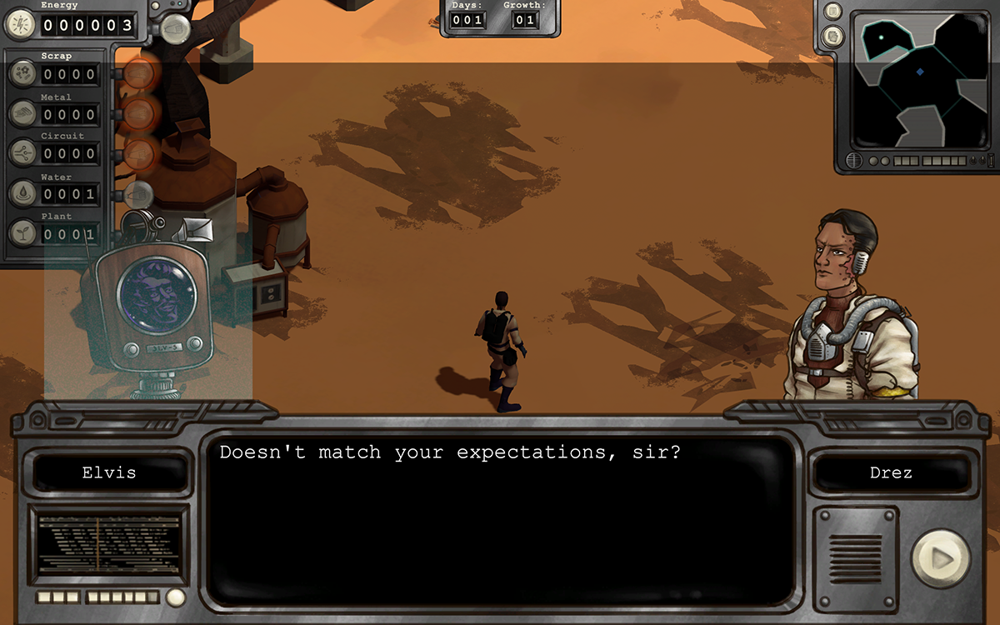 Energy
000003
Scrap
0000
Metal
0000
Circuit
0000
Water
0001
Plant
0001
Days:
001
Growth:
01
Elvis
Doesn't match your expectations, sir?
Drez